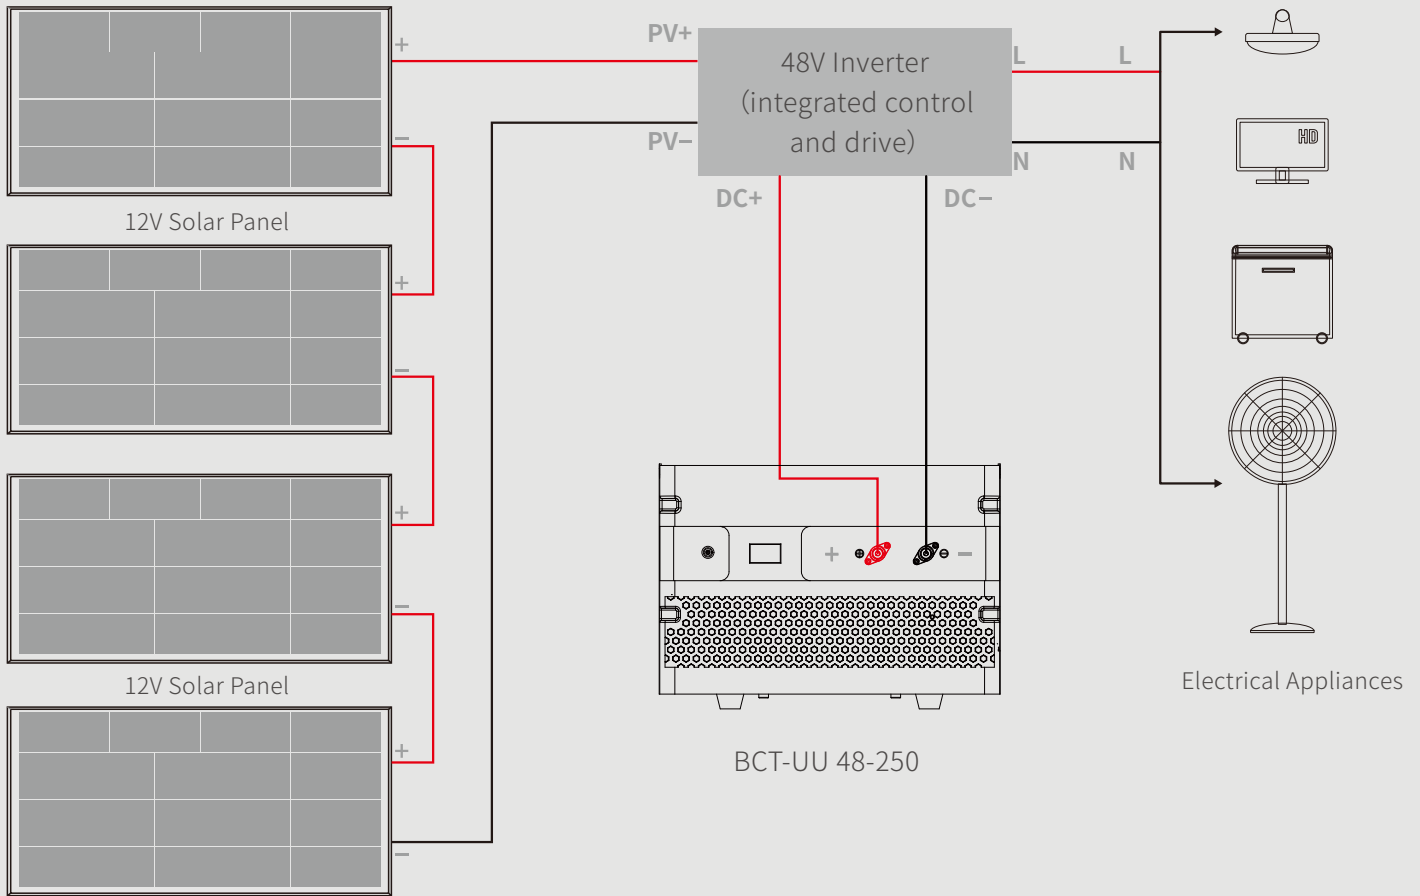 +
PV+
48V Inverter
（integrated control
and drive）
L
L
HD
−
PV−
N
N
DC+
DC−
12V Solar Panel
+
−
+
+
−
−
12V Solar Panel
Electrical Appliances
+
BCT-UU 48-250
−